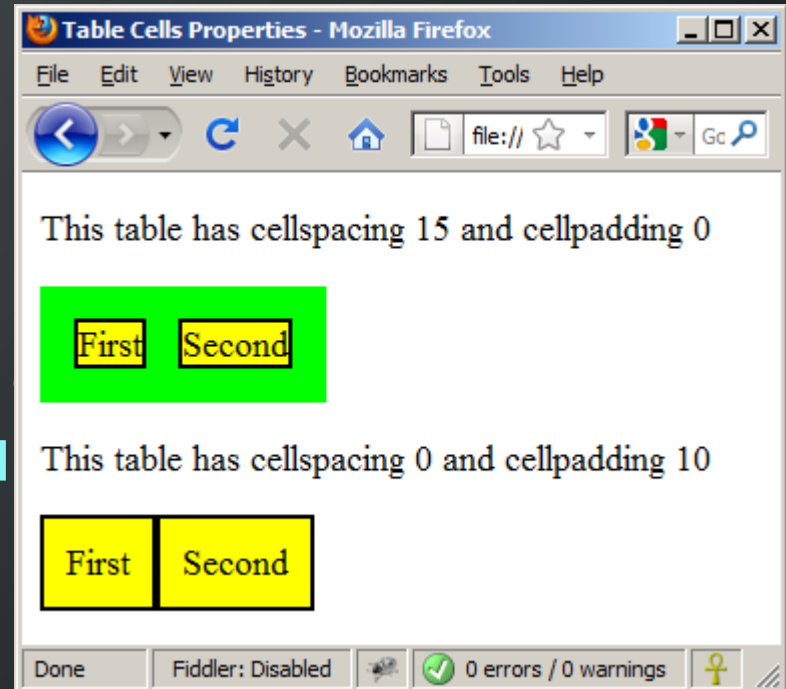 Table Cells Properties - Mozilla Firefox
File Edit View History Bookmarks Tools Help
file:// Go
This table has cellspacing 15 and cellpadding 0
First Second
This table has cellspacing 0 and cellpadding 10
First Second
Done Fiddler: Disabled 0 errors / 0 warnings